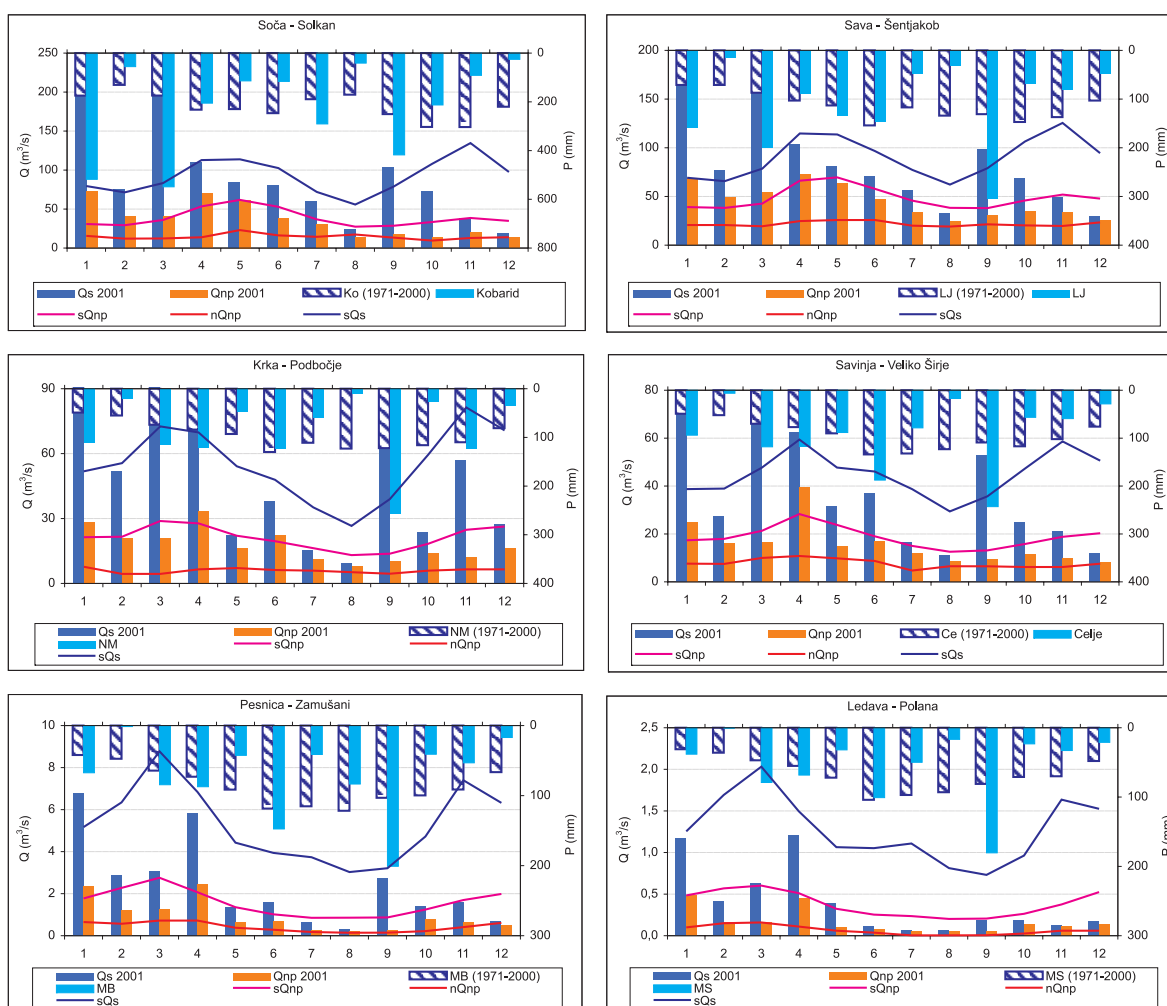 Soča - Solkan
250
200
150
100
50
0
Q (m³/s)
0
200
400
600
800
P (mm)
1 2 3 4 5 6 7 8 9 10 11 12
Qs 2001 Qnp 2001 Ko (1971-2000) Kobarid
sQnp nQnp sQs
Sava - Šentjakob
200
150
100
50
0
Q (m³/s)
0
100
200
300
400
P (mm)
1 2 3 4 5 6 7 8 9 10 11 12
Qs 2001 Qnp 2001 LJ (1971-2000) LJ
sQnp nQnp sQs
Krka - Podbočje
90
60
30
0
Q (m³/s)
0
100
200
300
400
P (mm)
1 2 3 4 5 6 7 8 9 10 11 12
Qs 2001 Qnp 2001 NM (1971-2000)
NM sQnp nQnp
sQs
Savinja - Veliko Širje
80
60
40
20
0
Q (m³/s)
0
100
200
300
400
P (mm)
1 2 3 4 5 6 7 8 9 10 11 12
Qs 2001 Qnp 2001 Ce (1971-2000) Celje
sQnp nQnp sQs
Pesnica - Zamušani
10
8
6
4
2
0
Q (m³/s)
0
100
200
300
P (mm)
1 2 3 4 5 6 7 8 9 10 11 12
Qs 2001 Qnp 2001 MB (1971-2000)
MB sQnp nQnp
sQs
Ledava - Polana
2,5
2,0
1,5
1,0
0,5
0,0
Q (m³/s)
0
100
200
300
P (mm)
1 2 3 4 5 6 7 8 9 10 11 12
Qs 2001 Qnp 2001 MS (1971-2000)
MS sQnp nQnp
sQs